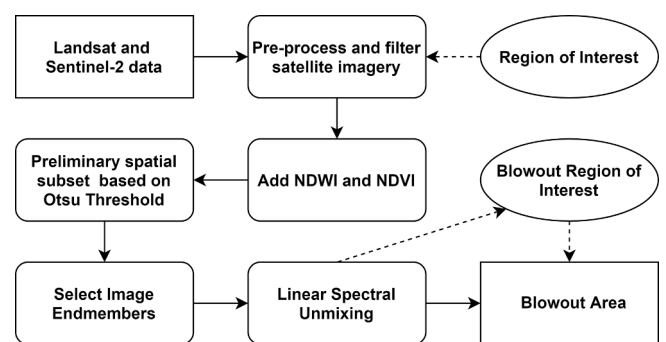 Landsat and
Sentinel-2 data
Pre-process and filter
satellite imagery
Region of Interest
Preliminary spatial
subset based on
Otsu Threshold
Add NDWI and NDVI
Blowout Region of
Interest
Select Image
Endmembers
Linear Spectral
Unmixing
Blowout Area